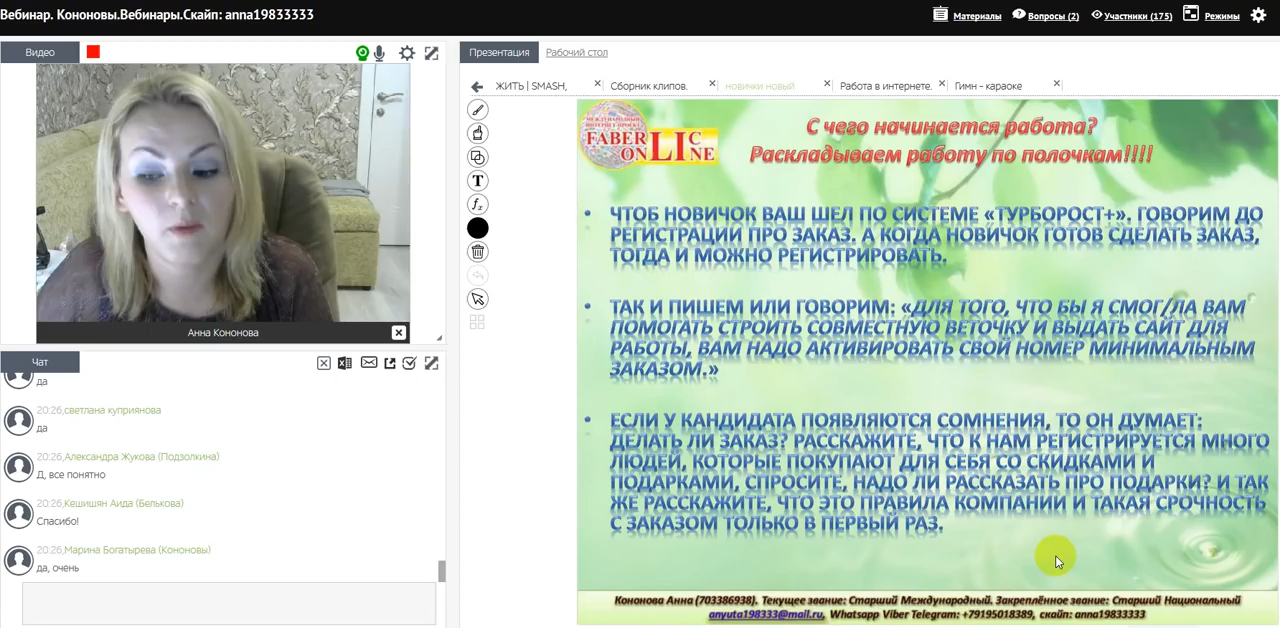 Вебинар. Кононовы.Вебинары.Скайп: anna19833333
Материалы
Вопросы (2)
Участники (175)
Режимы
Видео
Анна Кононова
Чат
да
20:26,светлана куприянова
да
20:26,Александра Жукова (Подзолкина)
Д, все понятно
20:26,Кешишян Аида (Белькова)
Спасибо!
20:26,Марина Богатырева (Кононовы)
да, очень
Презентация
Рабочий стол
ЖИТЬ | SMASH,
Сборник клипов.
новички новый
Работа в интернете.
Гимн - караоке
T
fx
МЕЖДУНАРОДНЫЙ
ИНТЕРНЕТ-ПРОЕКТ
FABERLIC
ONLINE
С чего начинается работа?
Раскладываем работу по полочкам!!!!
• ЧТОБ НОВИЧОК ВАШ ШЕЛ ПО СИСТЕМЕ «ТУРБОРОСТ+». ГОВОРИМ ДО
РЕГИСТРАЦИИ ПРО ЗАКАЗ. А КОГДА НОВИЧОК ГОТОВ СДЕЛАТЬ ЗАКАЗ,
ТОГДА И МОЖНО РЕГИСТРИРОВАТЬ.
• ТАК И ПИШЕМ ИЛИ ГОВОРИМ: «ДЛЯ ТОГО, ЧТО БЫ Я СМОГ/ЛА ВАМ
ПОМОГАТЬ СТРОИТЬ СОВМЕСТНУЮ ВЕТОЧКУ И ВЫДАТЬ САЙТ ДЛЯ
РАБОТЫ, ВАМ НАДО АКТИВИРОВАТЬ СВОЙ НОМЕР МИНИМАЛЬНЫМ
ЗАКАЗОМ.»
• ЕСЛИ У КАНДИДАТА ПОЯВЛЯЮТСЯ СОМНЕНИЯ, ТО ОН ДУМАЕТ:
ДЕЛАТЬ ЛИ ЗАКАЗ? РАССКАЖИТЕ, ЧТО К НАМ РЕГИСТРИРУЕТСЯ МНОГО
ЛЮДЕЙ, КОТОРЫЕ ПОКУПАЮТ ДЛЯ СЕБЯ СО СКИДКАМИ И
ПОДАРКАМИ, СПРОСИТЕ, НАДО ЛИ РАССКАЗАТЬ ПРО ПОДАРКИ? И ТАК
ЖЕ РАССКАЖИТЕ, ЧТО ЭТО ПРАВИЛА КОМПАНИИ И ТАКАЯ СРОЧНОСТЬ
С ЗАКАЗОМ ТОЛЬКО В ПЕРВЫЙ РАЗ.
Кононова Анна (703386938). Текущее звание: Старший Международный. Закреплённое звание: Старший Национальный
anyuta198333@mail.ru, Whatsapp Viber Telegram: +79195018389, скайп: anna19833333